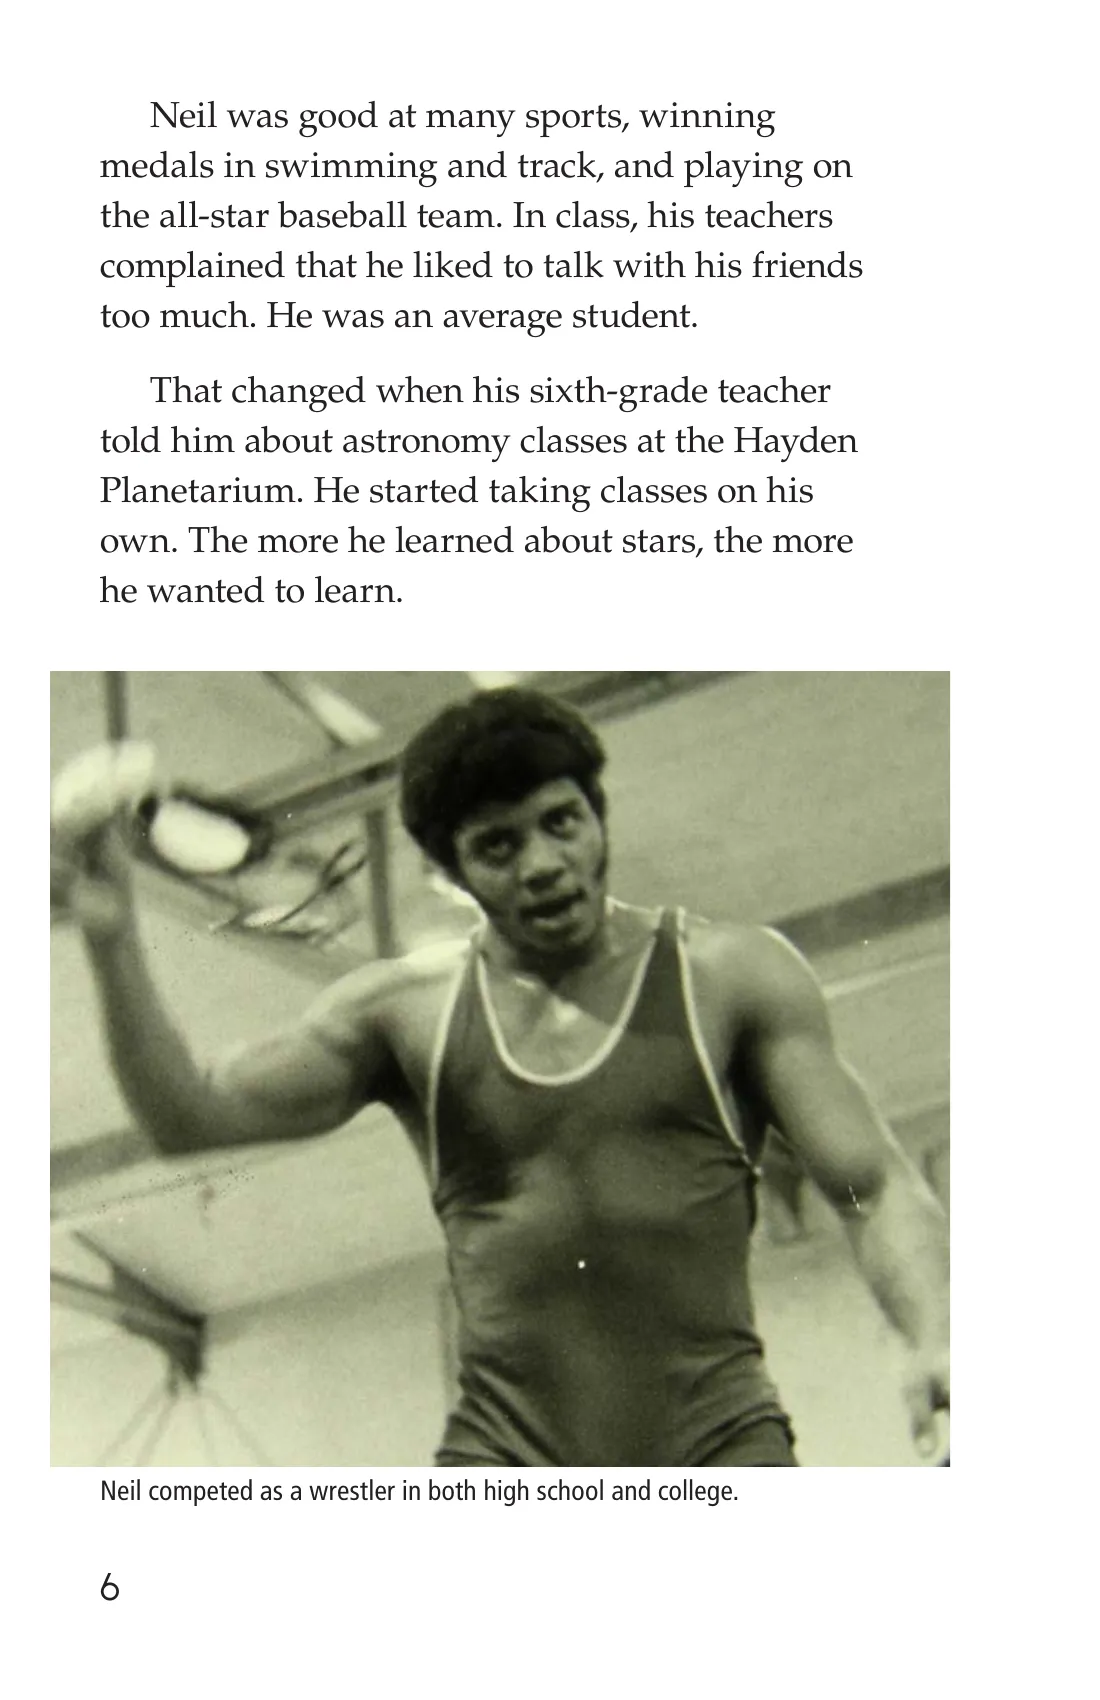 Neil was good at many sports, winning
medals in swimming and track, and playing on
the all-star baseball team. In class, his teachers
complained that he liked to talk with his friends
too much. He was an average student.
That changed when his sixth-grade teacher
told him about astronomy classes at the Hayden
Planetarium. He started taking classes on his
own. The more he learned about stars, the more
he wanted to learn.
Neil competed as a wrestler in both high school and college.
6